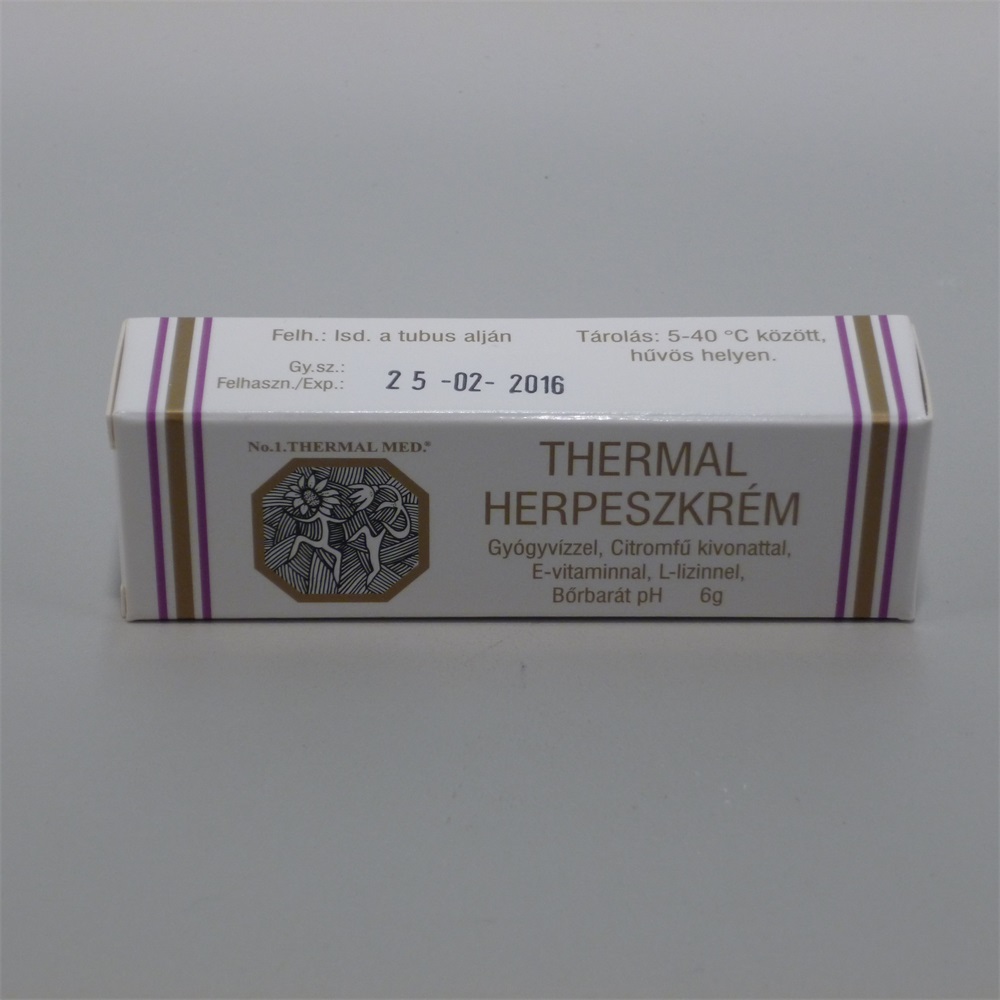 Felh.: lsd. a tubus alján
Tárolás: 5-40 °C között,
hűvös helyen.
Gy.sz.:
Felhaszn./Exp.: 25-02-2016
No.1.THERMAL MED.®
THERMAL
HERPESZKRÉM
Gyógyvízzel, Citromfű kivonattal,
E-vitaminnal, L-lizinnel,
Bőrbarát pH 6g